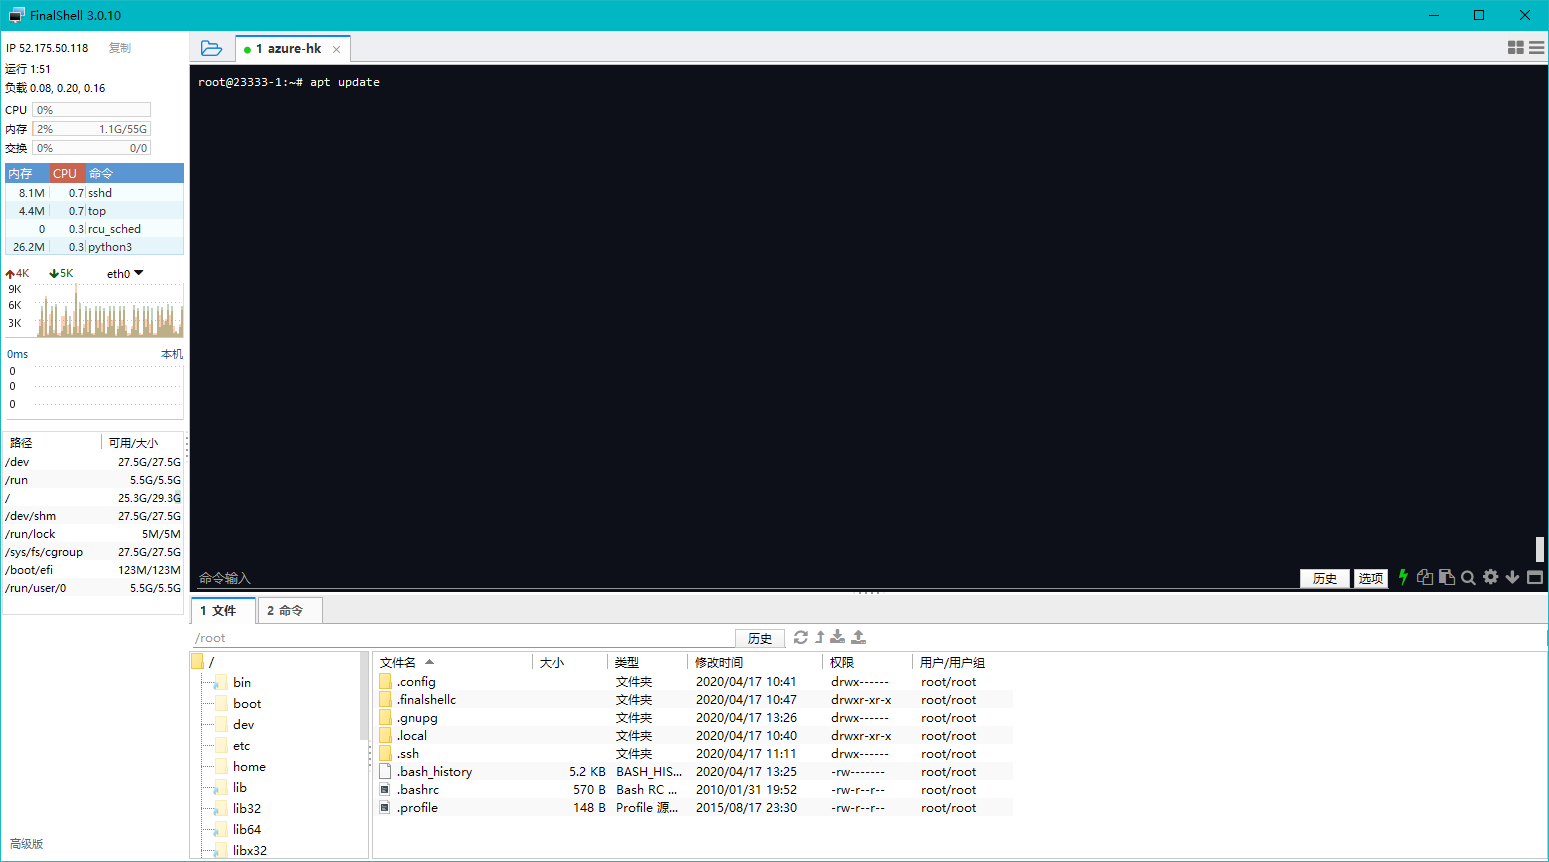 FinalShell 3.0.10
IP 52.175.50.118 复制
运行 1:51
负载 0.08, 0.20, 0.16
CPU 0%
内存 2% 1.1G/55G
交换 0% 0/0
内存 CPU 命令
8.1M 0.7 sshd
4.4M 0.7 top
0 0.3 rcu_sched
26.2M 0.3 python3
4K 5K eth0
9K
6K
3K
0ms 本机
0
0
0
路径 可用/大小
/dev 27.5G/27.5G
/run 5.5G/5.5G
/ 25.3G/29.3G
/dev/shm 27.5G/27.5G
/run/lock 5M/5M
/sys/fs/cgroup 27.5G/27.5G
/boot/efi 123M/123M
/run/user/0 5.5G/5.5G
高级版
1 azure-hk
root@23333-1:~# apt update
命令输入 历史 选项
1 文件 2 命令
/root 历史
/
bin
boot
dev
etc
home
lib
lib32
lib64
libx32
文件名 大小 类型 修改时间 权限 用户/用户组
.config 文件夹 2020/04/17 10:41 drwx------ root/root
.finalshellc 文件夹 2020/04/17 10:47 drwxr-xr-x root/root
.gnupg 文件夹 2020/04/17 13:26 drwx------ root/root
.local 文件夹 2020/04/17 10:40 drwxr-xr-x root/root
.ssh 文件夹 2020/04/17 11:11 drwx------ root/root
.bash_history 5.2 KB BASH_HIS... 2020/04/17 13:25 -rw------- root/root
.bashrc 570 B Bash RC ... 2010/01/31 19:52 -rw-r--r-- root/root
.profile 148 B Profile 源... 2015/08/17 23:30 -rw-r--r-- root/root